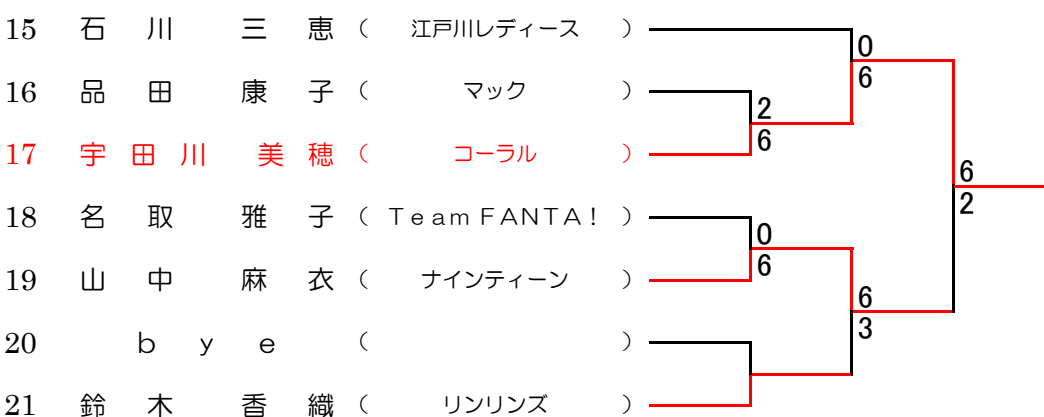 15 石川 三恵 ( 江戸川レディース )
0
6
16 品田 康子 ( マック )
2
6
17 宇田川 美穂 ( コーラル )
6
2
18 名取 雅子 ( Team FANTA! )
0
6
19 山中 麻衣 ( ナインティーン )
6
3
20 bye ( )
21 鈴木 香織 ( リンリンズ )